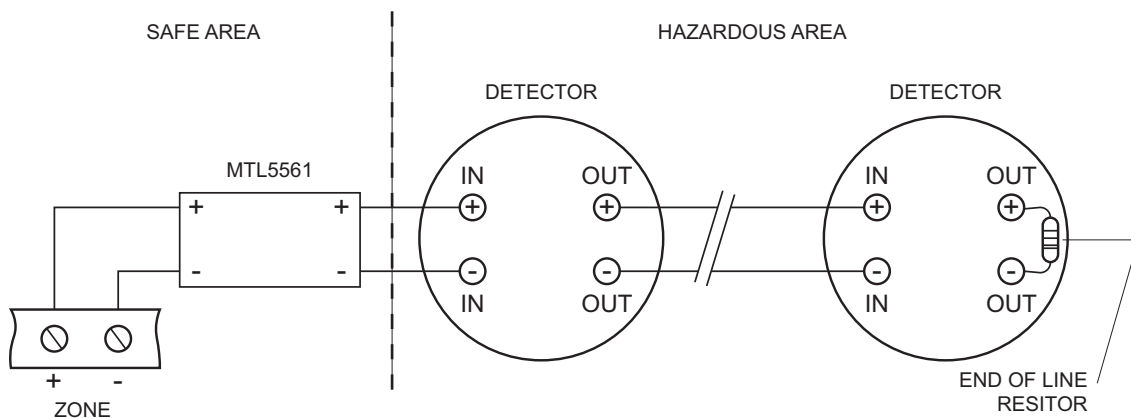 SAFE AREA
HAZARDOUS AREA
DETECTOR
DETECTOR
MTL5561
IN
OUT
IN
OUT
+
+
+
+
+
+
-
-
-
-
-
-
IN
OUT
IN
OUT
+
-
ZONE
END OF LINE
RESITOR